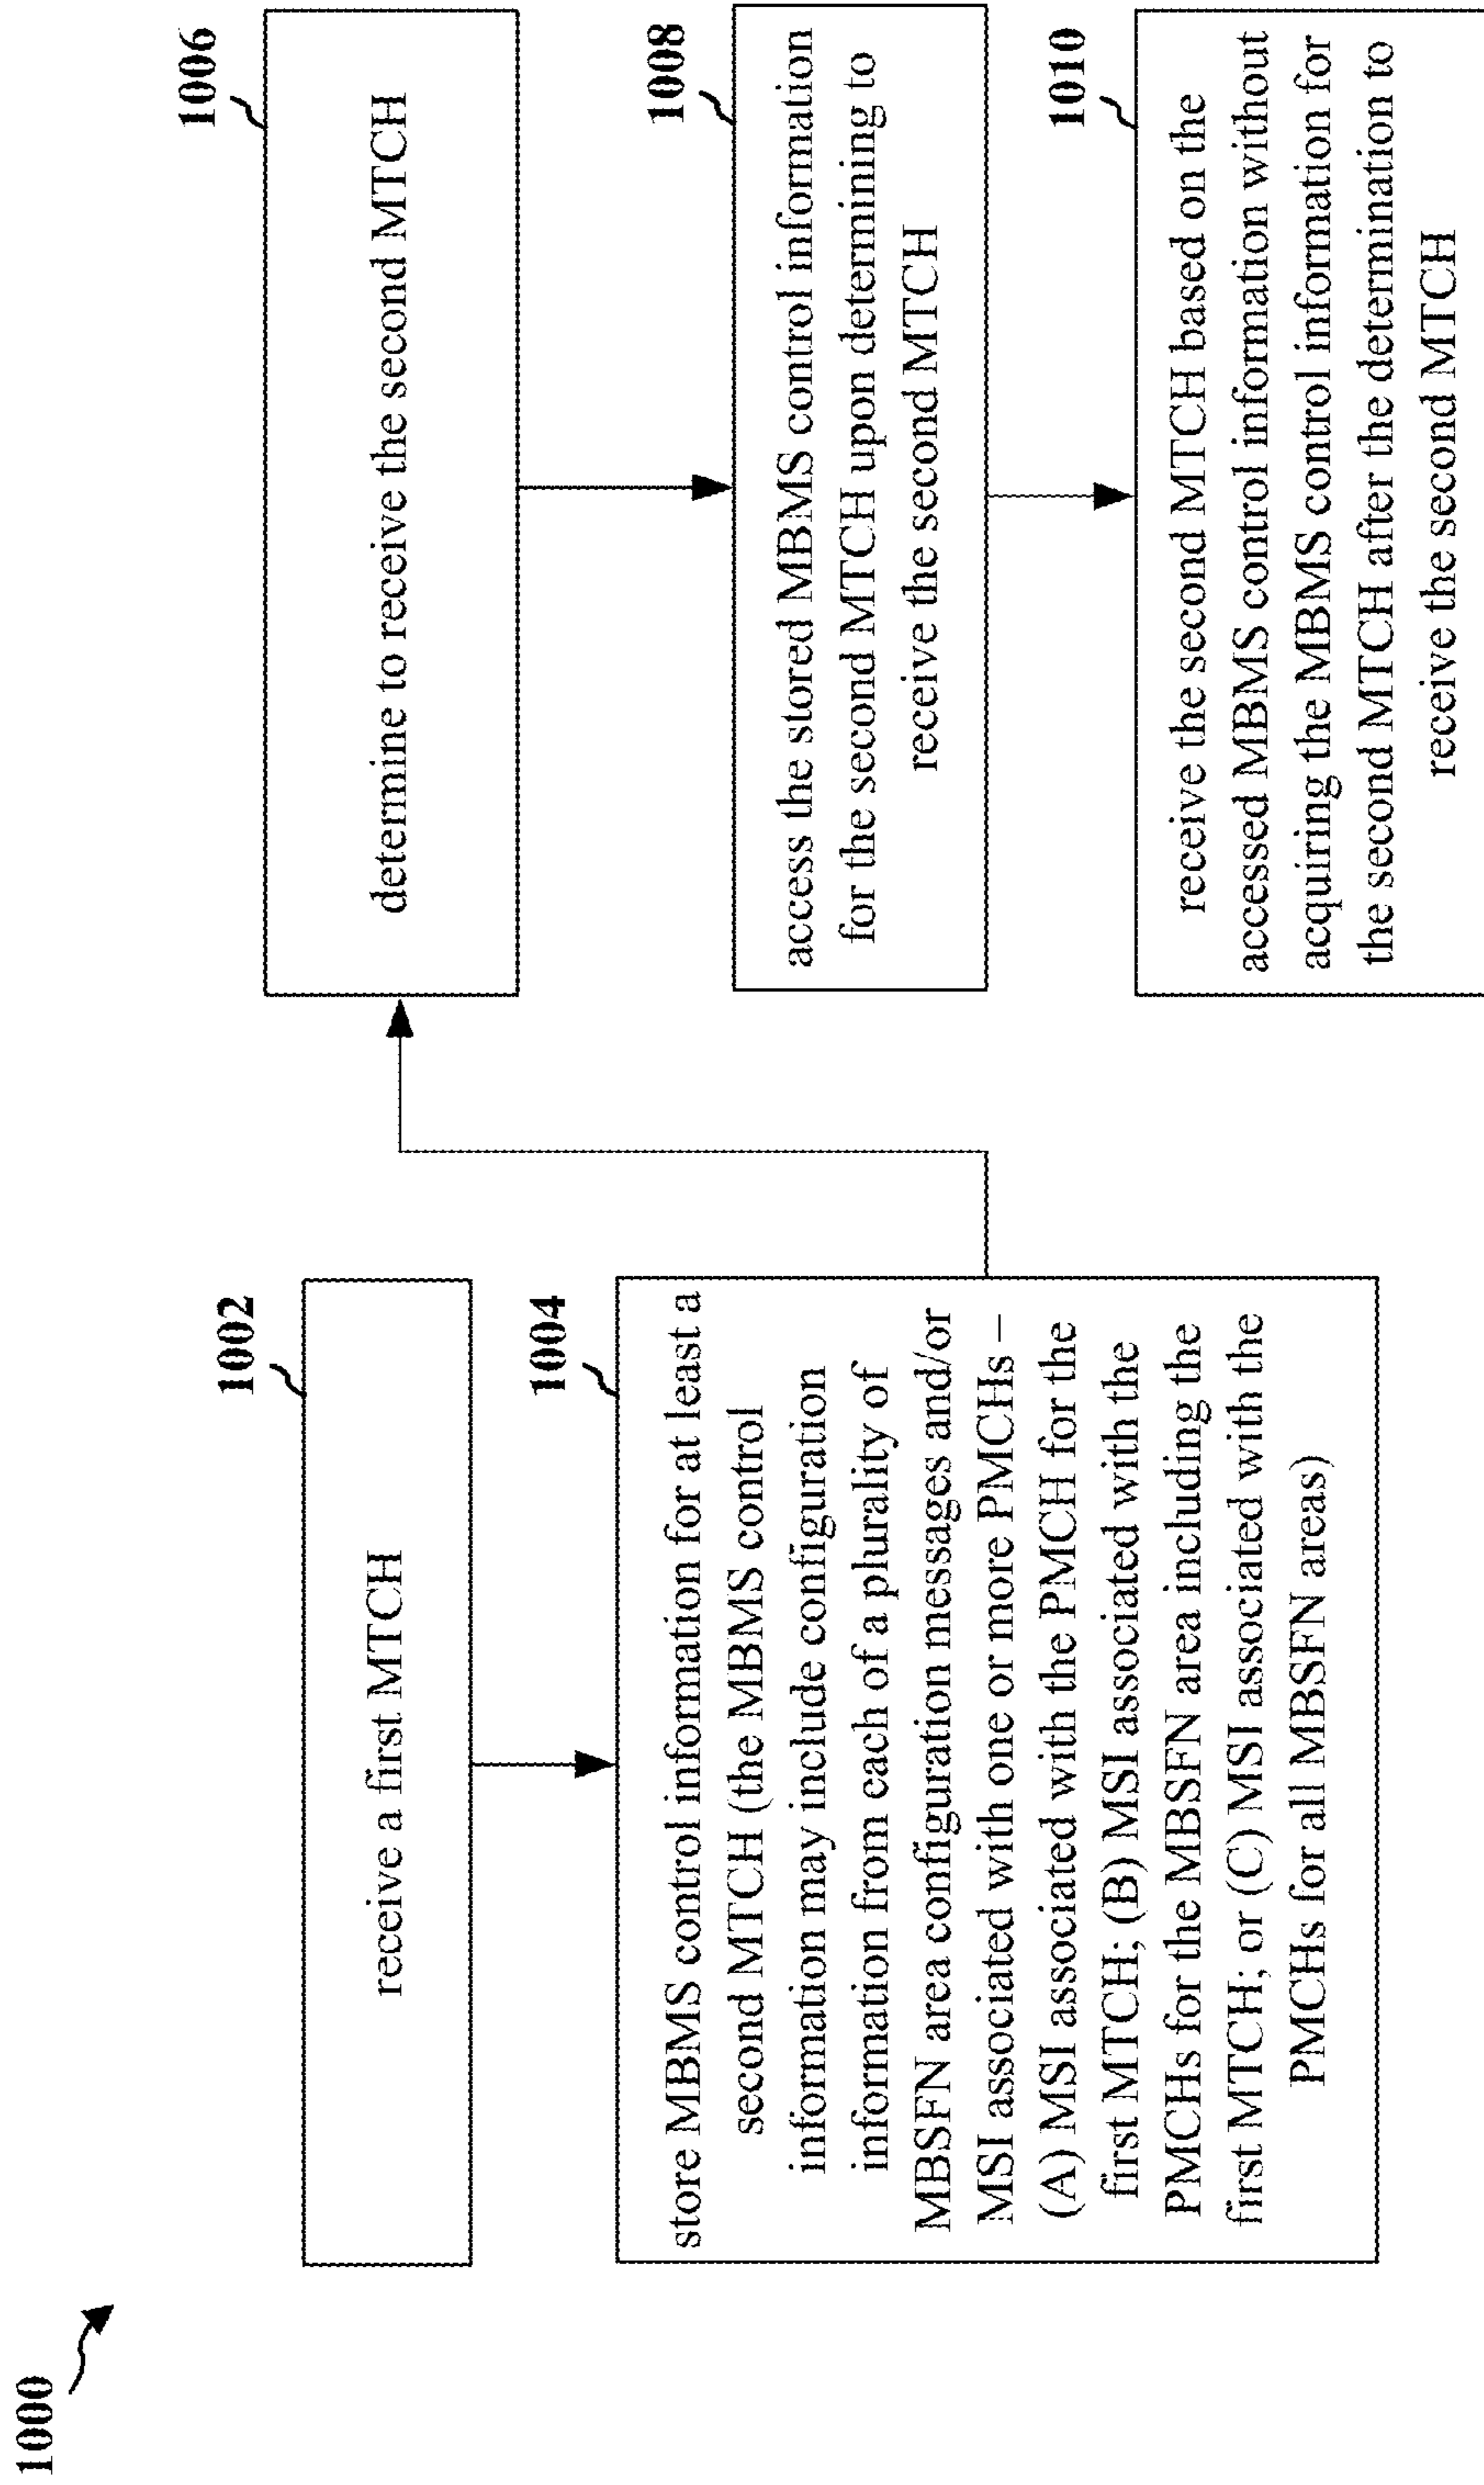 1000
1002
receive a first MTCH
1004
store MBMS control information for at least a
second MTCH (the MBMS control
information may include configuration
information from each of a plurality of
MBSFN area configuration messages and/or
MSI associated with one or more PMCHs –
(A) MSI associated with the PMCH for the
first MTCH; (B) MSI associated with the
PMCHs for the MBSFN area including the
first MTCH; or (C) MSI associated with the
PMCHs for all MBSFN areas)
1006
determine to receive the second MTCH
1008
access the stored MBMS control information
for the second MTCH upon determining to
receive the second MTCH
1010
receive the second MTCH based on the
accessed MBMS control information without
acquiring the MBMS control information for
the second MTCH after the determination to
receive the second MTCH